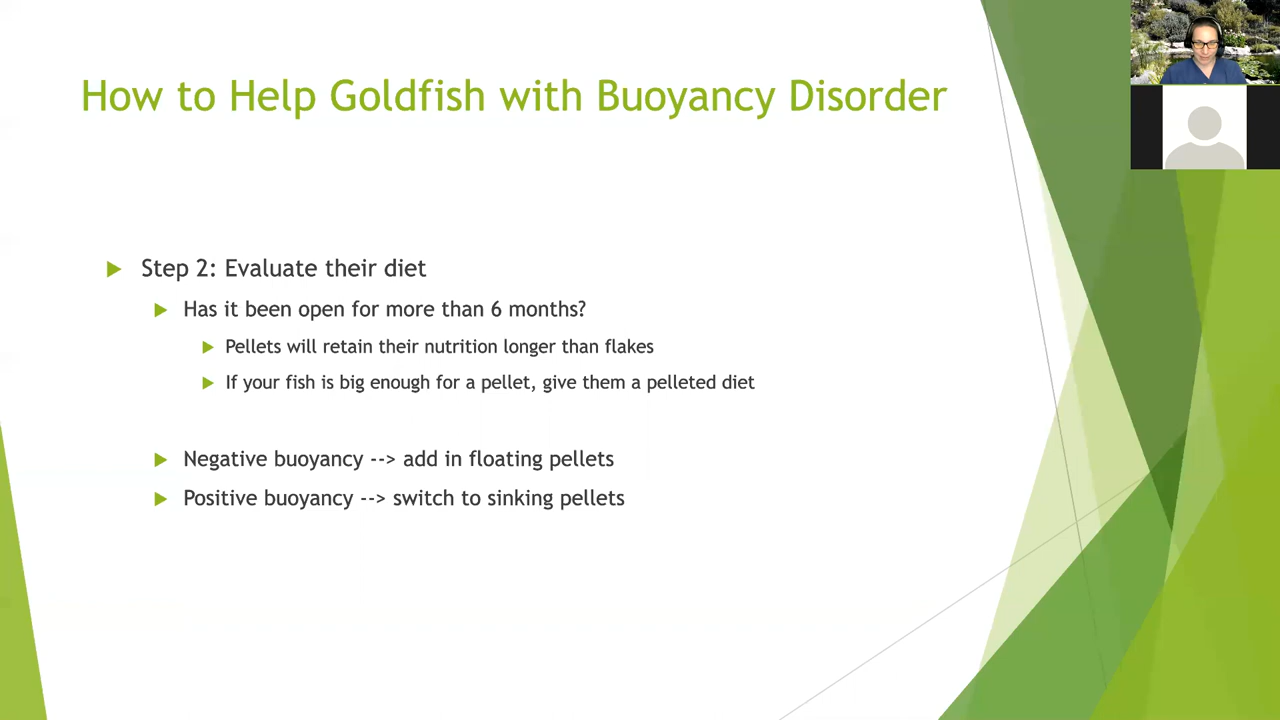 How to Help Goldfish with Buoyancy Disorder
Step 2: Evaluate their diet
Has it been open for more than 6 months?
Pellets will retain their nutrition longer than flakes
If your fish is big enough for a pellet, give them a pelleted diet
Negative buoyancy --> add in floating pellets
Positive buoyancy --> switch to sinking pellets